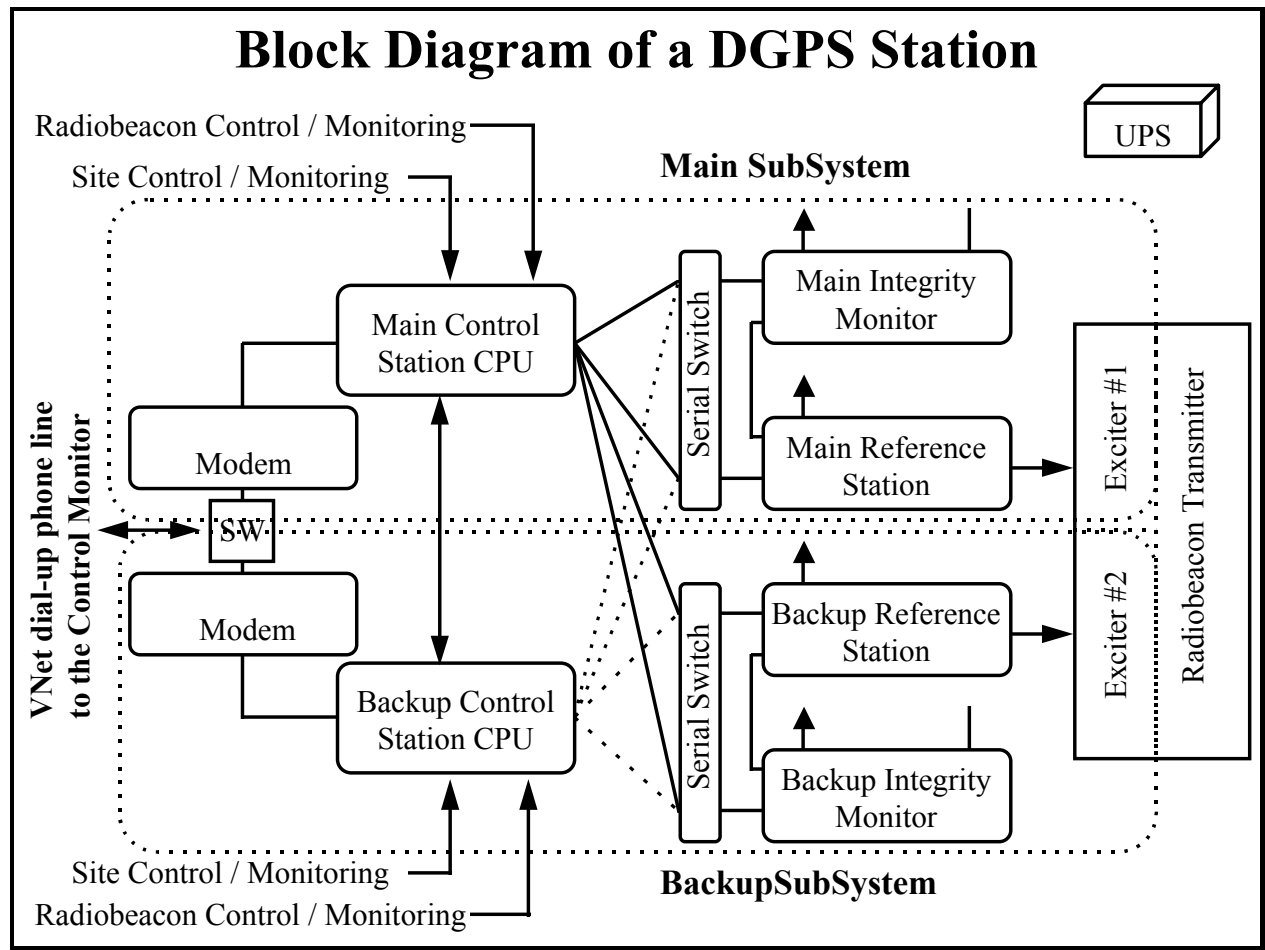 Block Diagram of a DGPS Station
UPS
Radiobeacon Control / Monitoring
Site Control / Monitoring
Main SubSystem
Main Control
Station CPU
Serial Switch
Main Integrity
Monitor
Main Reference
Station
Exciter #1
Radiobeacon Transmitter
Modem
SW
VNet dial-up phone line
to the Control Monitor
Modem
Backup Control
Station CPU
Serial Switch
Backup Reference
Station
Exciter #2
Backup Integrity
Monitor
Site Control / Monitoring
Radiobeacon Control / Monitoring
BackupSubSystem